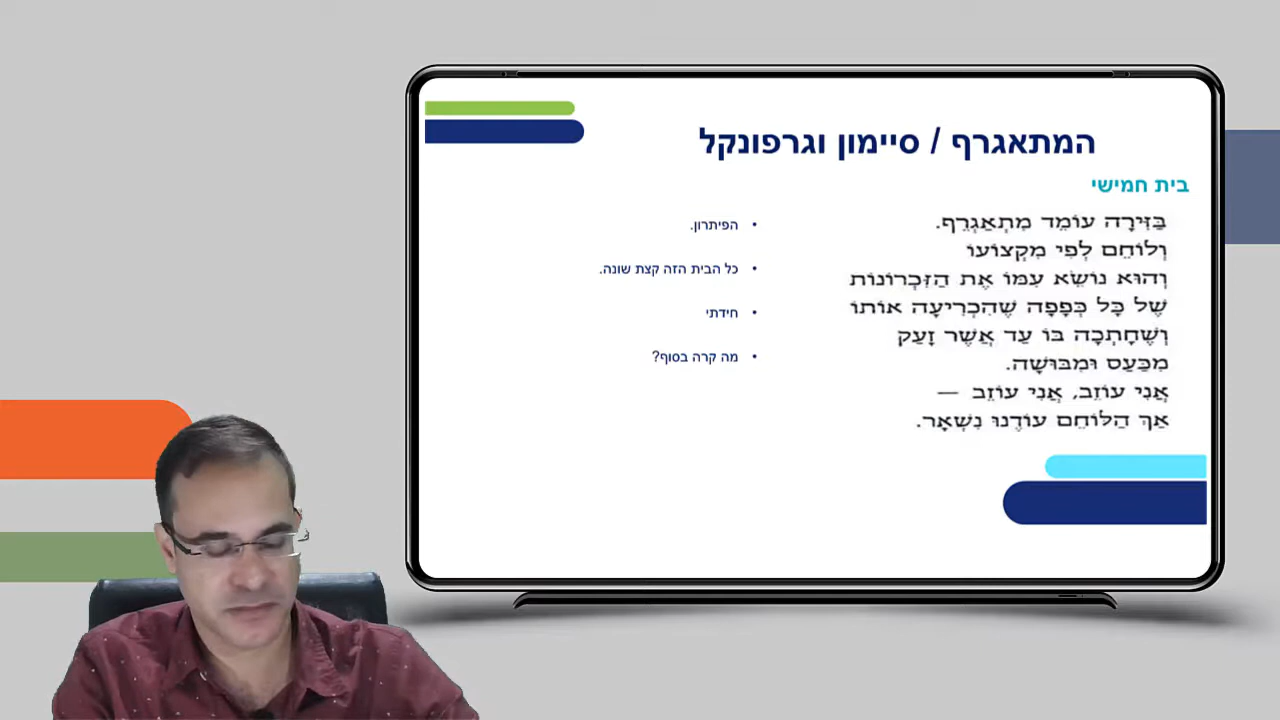 המתאגרף / סיימון וגרפונקל
בית חמישי
בַּזִּירָה עוֹמֵד מִתְאַגְרֵף.
וְלוֹחֵם לְפִי מִקְצוֹעוֹ
וְהוּא נוֹשֵׂא עִמּוֹ אֶת הַזִּכְרוֹנוֹת
שֶׁל כָּל כְּפָפָה שֶׁהִכְרִיעָה אוֹתוֹ
וְשֶׁחָתְכָה בּוֹ עַד אֲשֶׁר זָעַק
מִכַּעַס וּמִבּוּשָׁה.
אֲנִי עוֹזֵב, אֲנִי עוֹזֵב —
אַךְ הַלּוֹחֵם עוֹדֶנּוּ נִשְׁאָר.
• הפיתרון.
• כל הבית הזה קצת שונה.
• חידתי
• מה קרה בסוף?